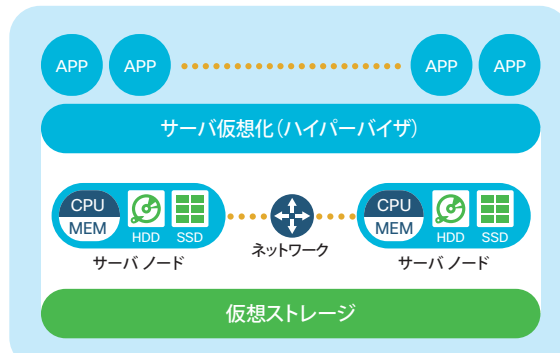 APP APP APP APP
サーバ仮想化(ハイパーバイザ)
CPU MEM HDD SSD
CPU MEM HDD SSD
サーバ ノード
ネットワーク
サーバ ノード
仮想ストレージ